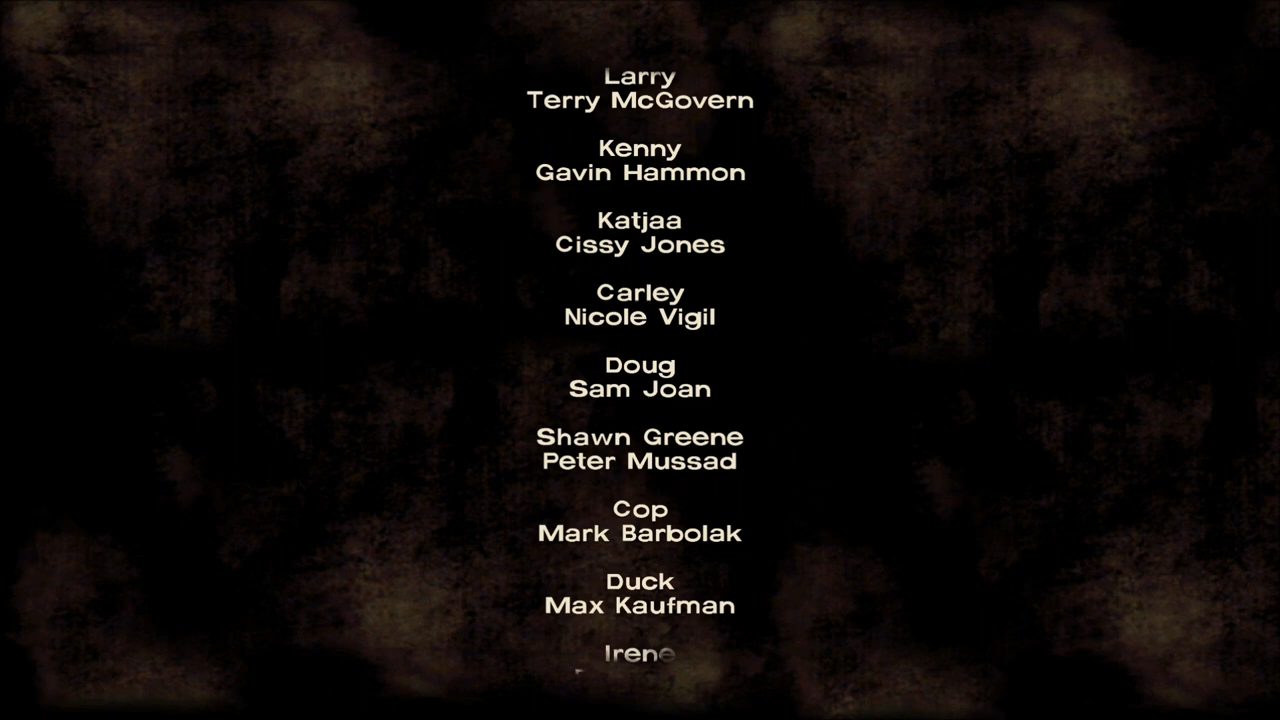 Larry
Terry McGovern
Kenny
Gavin Hammon
Katjaa
Cissy Jones
Carley
Nicole Vigil
Doug
Sam Joan
Shawn Greene
Peter Mussad
Cop
Mark Barbolak
Duck
Max Kaufman
Irene